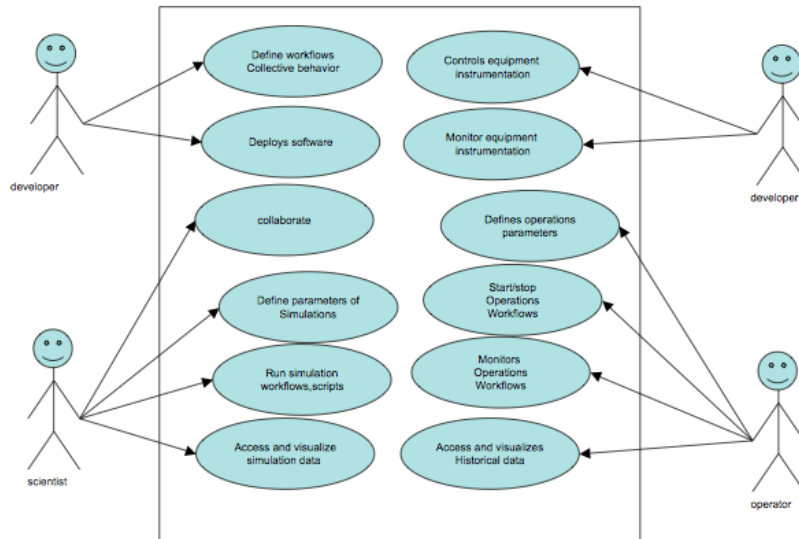 Define workflows
Collective behavior
Controls equipment
instrumentation
Deploys software
Monitor equipment
instrumentation
developer
developer
collaborate
Defines operations
parameters
Define parameters of
Simulations
Start/stop
Operations
Workflows
Run simulation
workflows,scripts
Monitors
Operations
Workflows
Access and visualize
simulation data
Access and visualizes
Historical data
scientist
operator